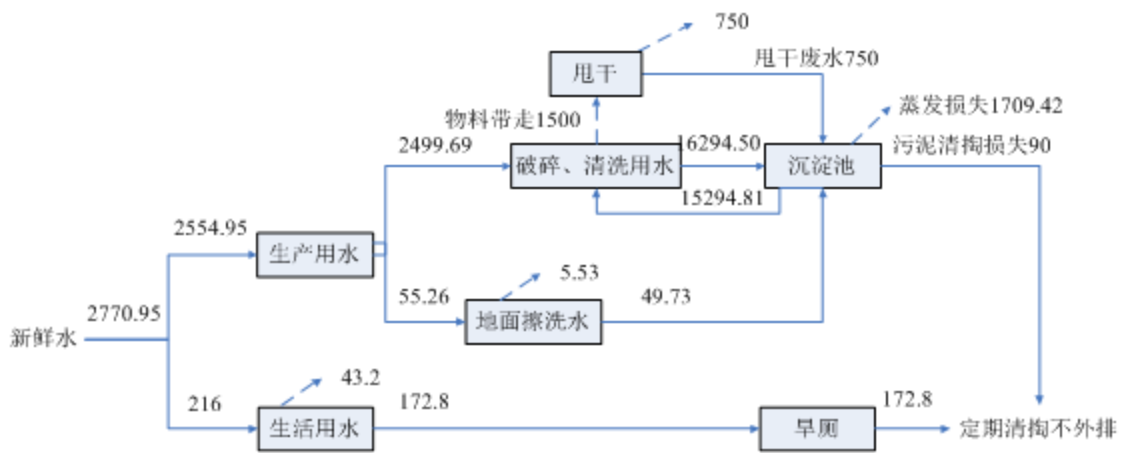 750
甩干
甩干废水750
物料带走1500
蒸发损失1709.42
2499.69
16294.50
污泥清掏损失90
破碎、清洗用水
沉淀池
15294.81
2554.95
生产用水
5.53
55.26
49.73
地面擦洗水
2770.95
新鲜水
43.2
216
172.8
172.8
生活用水
旱厕
定期清掏不外排